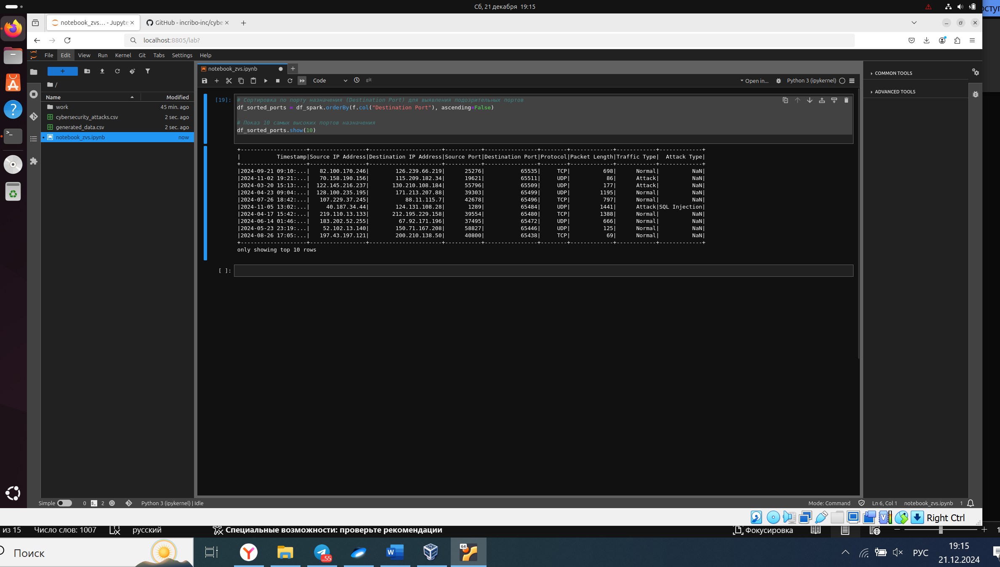 Сб, 21 декабря 19:15
оступ
notebook_zvs… - Jupyte
GitHub - incribo-inc/cybe
localhost:8805/lab?
File Edit View Run Kernel Git Tabs Settings Help
notebook_zvs.ipynb
COMMON TOOLS
Code
git
Open in...
Python 3 (ipykernel)
/
ADVANCED TOOLS
Name Modified
work 45 min. ago
cybersecurity_attacks.csv 2 sec. ago
generated_data.csv 2 sec. ago
notebook_zvs.ipynb now
[19]: # Сортировка по порту назначения (Destination Port) для выявления подозрительных портов
df_sorted_ports = df_spark.orderBy(f.col("Destination Port"), ascending=False)
# Показ 10 самых высоких портов назначения
df_sorted_ports.show(10)
+--------------------+-----------------+----------------------+-----------+----------------+--------+-------------+------------+-------------+
|           Timestamp|Source IP Address|Destination IP Address|Source Port|Destination Port|Protocol|Packet Length|Traffic Type|  Attack Type|
+--------------------+-----------------+----------------------+-----------+----------------+--------+-------------+------------+-------------+
|2024-09-21 09:10:...|   82.100.170.246|        126.239.66.219|      25276|           65535|     TCP|          698|      Normal|          NaN|
|2024-11-02 19:21:...|   70.158.190.156|        115.209.182.34|      19621|           65511|     UDP|           86|      Attack|          NaN|
|2024-03-20 15:13:...|  122.145.216.237|       130.210.108.184|      55796|           65509|     UDP|          177|      Attack|          NaN|
|2024-04-23 09:04:...|  128.100.235.195|        171.213.207.88|      39303|           65499|     UDP|         1195|      Normal|          NaN|
|2024-07-26 18:42:...|   107.229.37.245|           88.11.115.7|      42678|           65496|     TCP|          797|      Normal|          NaN|
|2024-11-05 13:02:...|     40.187.34.44|        124.131.108.28|       1289|           65484|     UDP|         1441|      Attack|SQL Injection|
|2024-04-17 15:42:...|   219.110.13.133|       212.195.229.158|      39554|           65480|     TCP|         1388|      Normal|          NaN|
|2024-06-14 01:46:...|   183.202.52.255|         67.92.171.196|      37495|           65472|     UDP|          666|      Normal|          NaN|
|2024-05-23 23:19:...|    52.102.13.140|        150.71.167.208|      58827|           65446|     UDP|          125|      Normal|          NaN|
|2024-08-26 17:05:...|   197.43.197.121|        200.210.138.50|      40800|           65438|     TCP|           69|      Normal|          NaN|
+--------------------+-----------------+----------------------+-----------+----------------+--------+-------------+------------+-------------+
only showing top 10 rows
[ ]:
Simple 0 2 Python 3 (ipykernel) | Idle
Mode: Command Ln 6, Col 1 notebook_zvs.ipynb 1
Right Ctrl
из 15 Число слов: 1007 русский Специальные возможности: проверьте рекомендации Фокусировка 1
Поиск
..55
64
РУС
19:15
21.12.2024